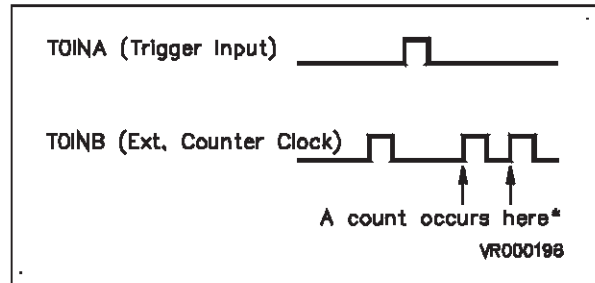 TOINA (Trigger Input)
TOINB (Ext. Counter Clock)
A count occurs here*
VR000196